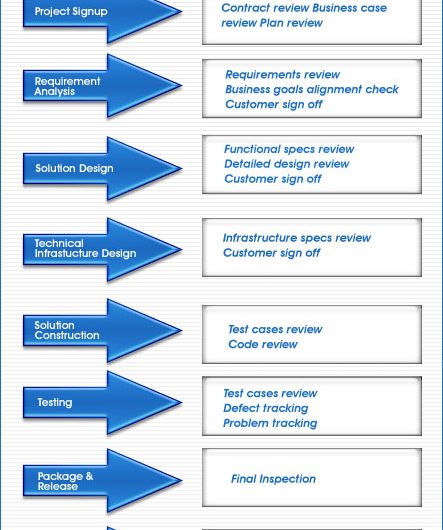 Project Signup
Contract review Business case
review Plan review
Requirement
Analysis
Requirements review
Business goals alignment check
Customer sign off
Solution Design
Functional specs review
Detailed design review
Customer sign off
Technical
Infrastucture Design
Infrastructure specs review
Customer sign off
Solution
Construction
Test cases review
Code review
Testing
Test cases review
Defect tracking
Problem tracking
Package &
Release
Final Inspection